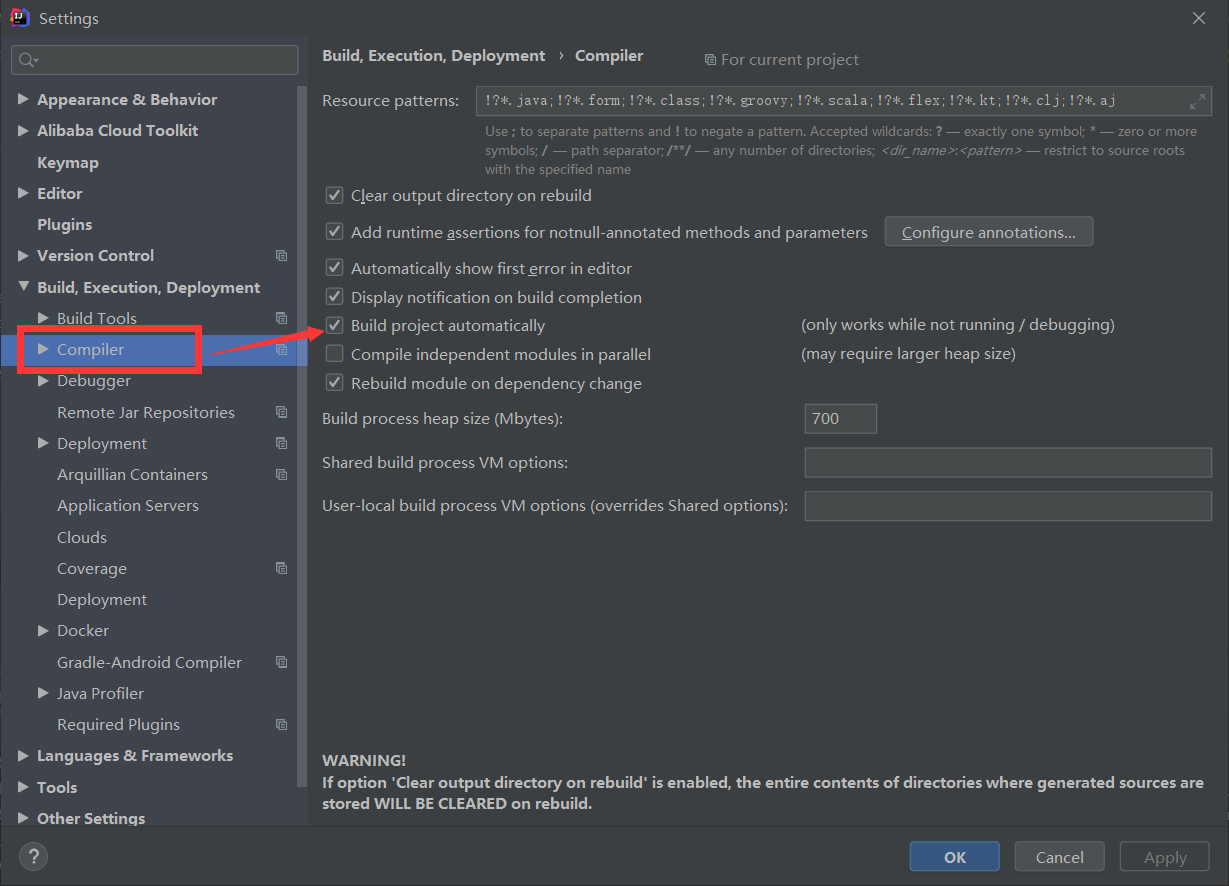 Settings
Appearance & Behavior
Alibaba Cloud Toolkit
Keymap
Editor
Plugins
Version Control
Build, Execution, Deployment
Build Tools
Compiler
Debugger
Remote Jar Repositories
Deployment
Arquillian Containers
Application Servers
Clouds
Coverage
Deployment
Docker
Gradle-Android Compiler
Java Profiler
Required Plugins
Languages & Frameworks
Tools
Other Settings
Build, Execution, Deployment › Compiler For current project
Resource patterns: !?*.java;!?*.form;!?*.class;!?*.groovy;!?*.scala;!?*.flex;!?*.kt;!?*.clj;!?*.aj
Use ; to separate patterns and ! to negate a pattern. Accepted wildcards: ? — exactly one symbol; * — zero or more
symbols; / — path separator; /**/ — any number of directories; <dir_name>:<pattern> — restrict to source roots
with the specified name
Clear output directory on rebuild
Add runtime assertions for notnull-annotated methods and parameters Configure annotations...
Automatically show first error in editor
Display notification on build completion
Build project automatically (only works while not running / debugging)
Compile independent modules in parallel (may require larger heap size)
Rebuild module on dependency change
Build process heap size (Mbytes): 700
Shared build process VM options:
User-local build process VM options (overrides Shared options):
WARNING!
If option 'Clear output directory on rebuild' is enabled, the entire contents of directories where generated sources are
stored WILL BE CLEARED on rebuild.
? OK Cancel Apply